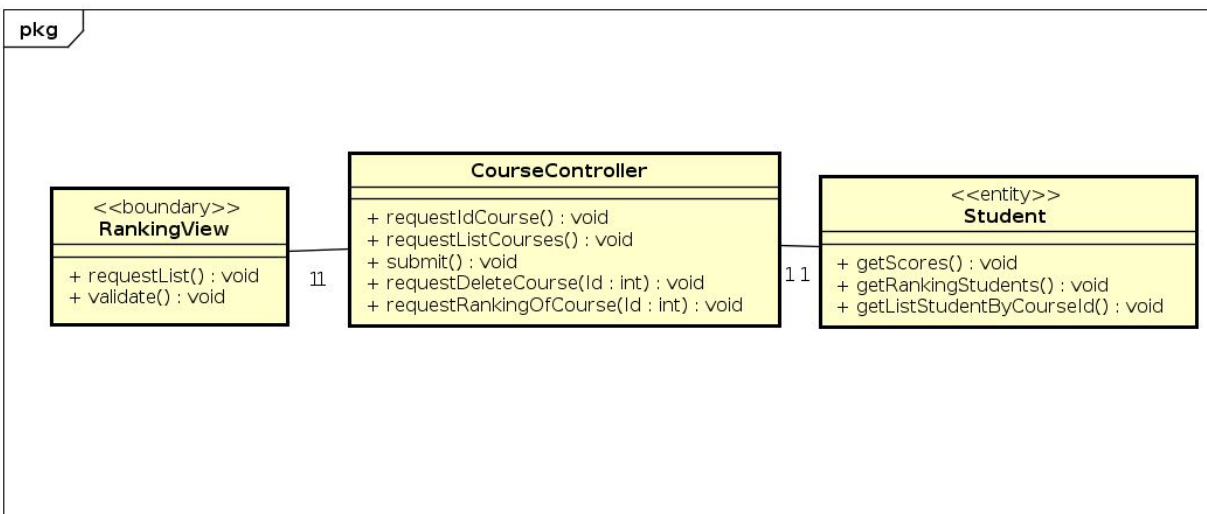 pkg
<<boundary>>
RankingView
+ requestList() : void
+ validate() : void
11
CourseController
+ requestIdCourse() : void
+ requestListCourses() : void
+ submit() : void
+ requestDeleteCourse(Id : int) : void
+ requestRankingOfCourse(Id : int) : void
1 1
<<entity>>
Student
+ getScores() : void
+ getRankingStudents() : void
+ getListStudentByCourseId() : void